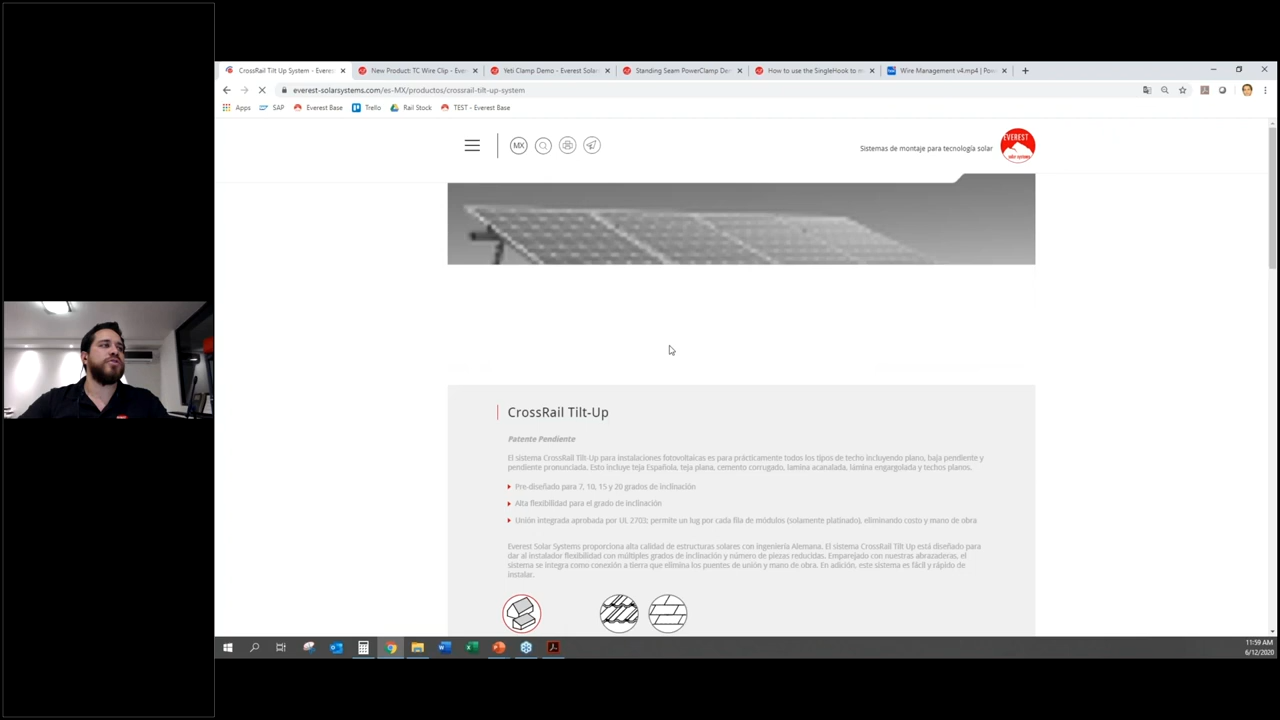 CrossRail Tilt Up System - Everes
New Product: TC Wire Clip - Ever
Yeti Clamp Demo - Everest Solar
Standing Seam PowerClamp De
How to use the SingleHook to m
Wire Management v4.mp4 | Pow
everest-solarsystems.com/es-MX/productos/crossrail-tilt-up-system
Apps
SAP
Everest Base
Trello
Rail Stock
TEST - Everest Base
MX
Sistemas de montaje para tecnología solar
EVEREST
solar systems
CrossRail Tilt-Up
Patente Pendiente
El sistema CrossRail Tilt Up para instalaciones fotovoltaicas es para prácticamente todos los tipos de techo incluyendo plano, baja pendiente y
pendiente pronunciada. Esto incluye teja Española, teja plana, cemento corrugado, lamina acanalada, lámina engargolada y techos planos.
Pre-diseñado para 7, 10, 15 y 20 grados de inclinación
Alta flexibilidad para el grado de inclinación
Unión integrada aprobada por UL 2703; permite un lug por cada fila de módulos (solamente platinado), eliminando costo y mano de obra
Everest Solar Systems proporciona alta calidad de estructuras solares con ingeniería Alemana. El sistema CrossRail Tilt Up está diseñado para
dar al instalador flexibilidad con múltiples grados de inclinación y número de piezas reducidas. Emparejado con nuestras abrazaderas, el
sistema se integra como conexión a tierra que elimina los puentes de unión y mano de obra. En adición, este sistema es fácil y rápido de
instalar.
11:59 AM
6/12/2020